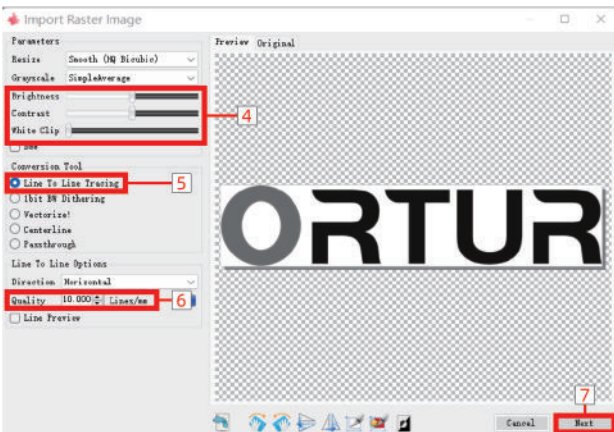 Import Raster Image
Parameters
Resize Smooth (HQ Bicubic)
Grayscale SimpleAverage
Brightness
Contrast
White Clip
4
B&W
Conversion Tool
Line To Line Tracing
5
1bit BW Dithering
Vectorize!
Centerline
Passthrough
Line To Line Options
Direction Horizontal
Quality 10.000 Lines/mm
6
Line Preview
Preview Original
ORTUR
7
Cancel Next